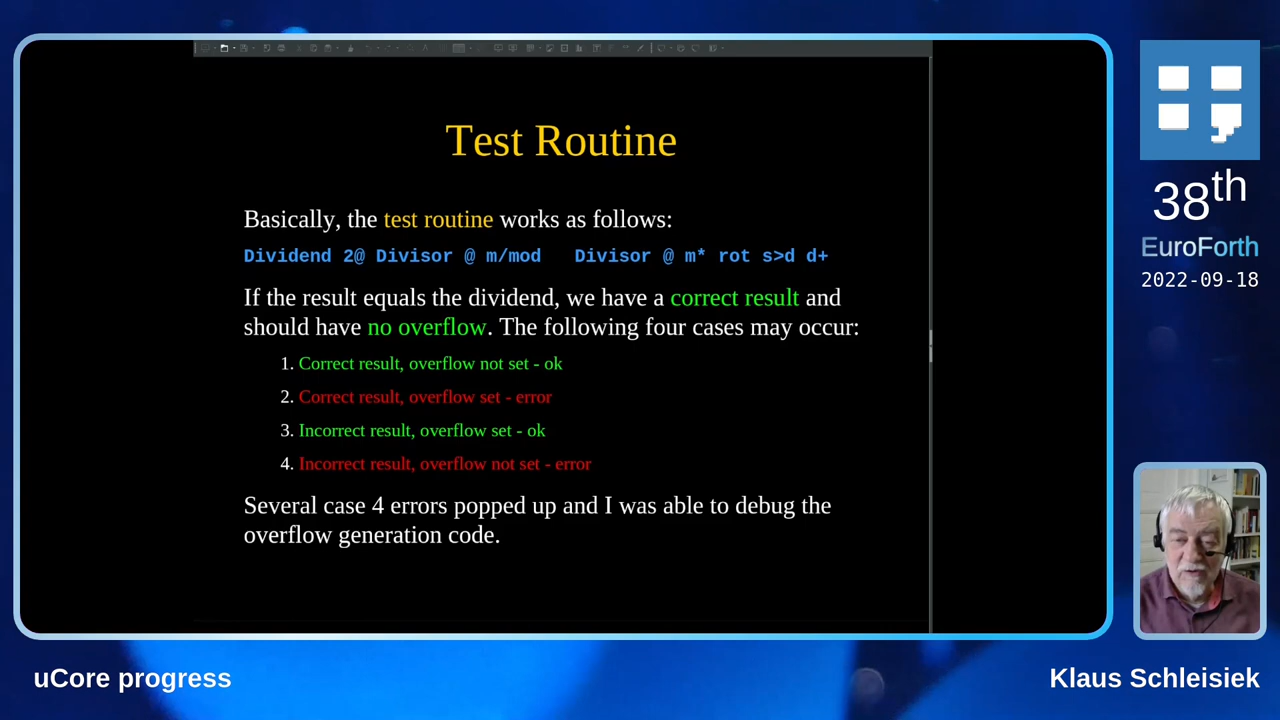 Test Routine
Basically, the test routine works as follows:
Dividend 2@ Divisor @ m/mod   Divisor @ m* rot s>d d+
If the result equals the dividend, we have a correct result and
should have no overflow. The following four cases may occur:
1. Correct result, overflow not set - ok
2. Correct result, overflow set - error
3. Incorrect result, overflow set - ok
4. Incorrect result, overflow not set - error
Several case 4 errors popped up and I was able to debug the
overflow generation code.
38th
EuroForth
2022-09-18
uCore progress
Klaus Schleisiek